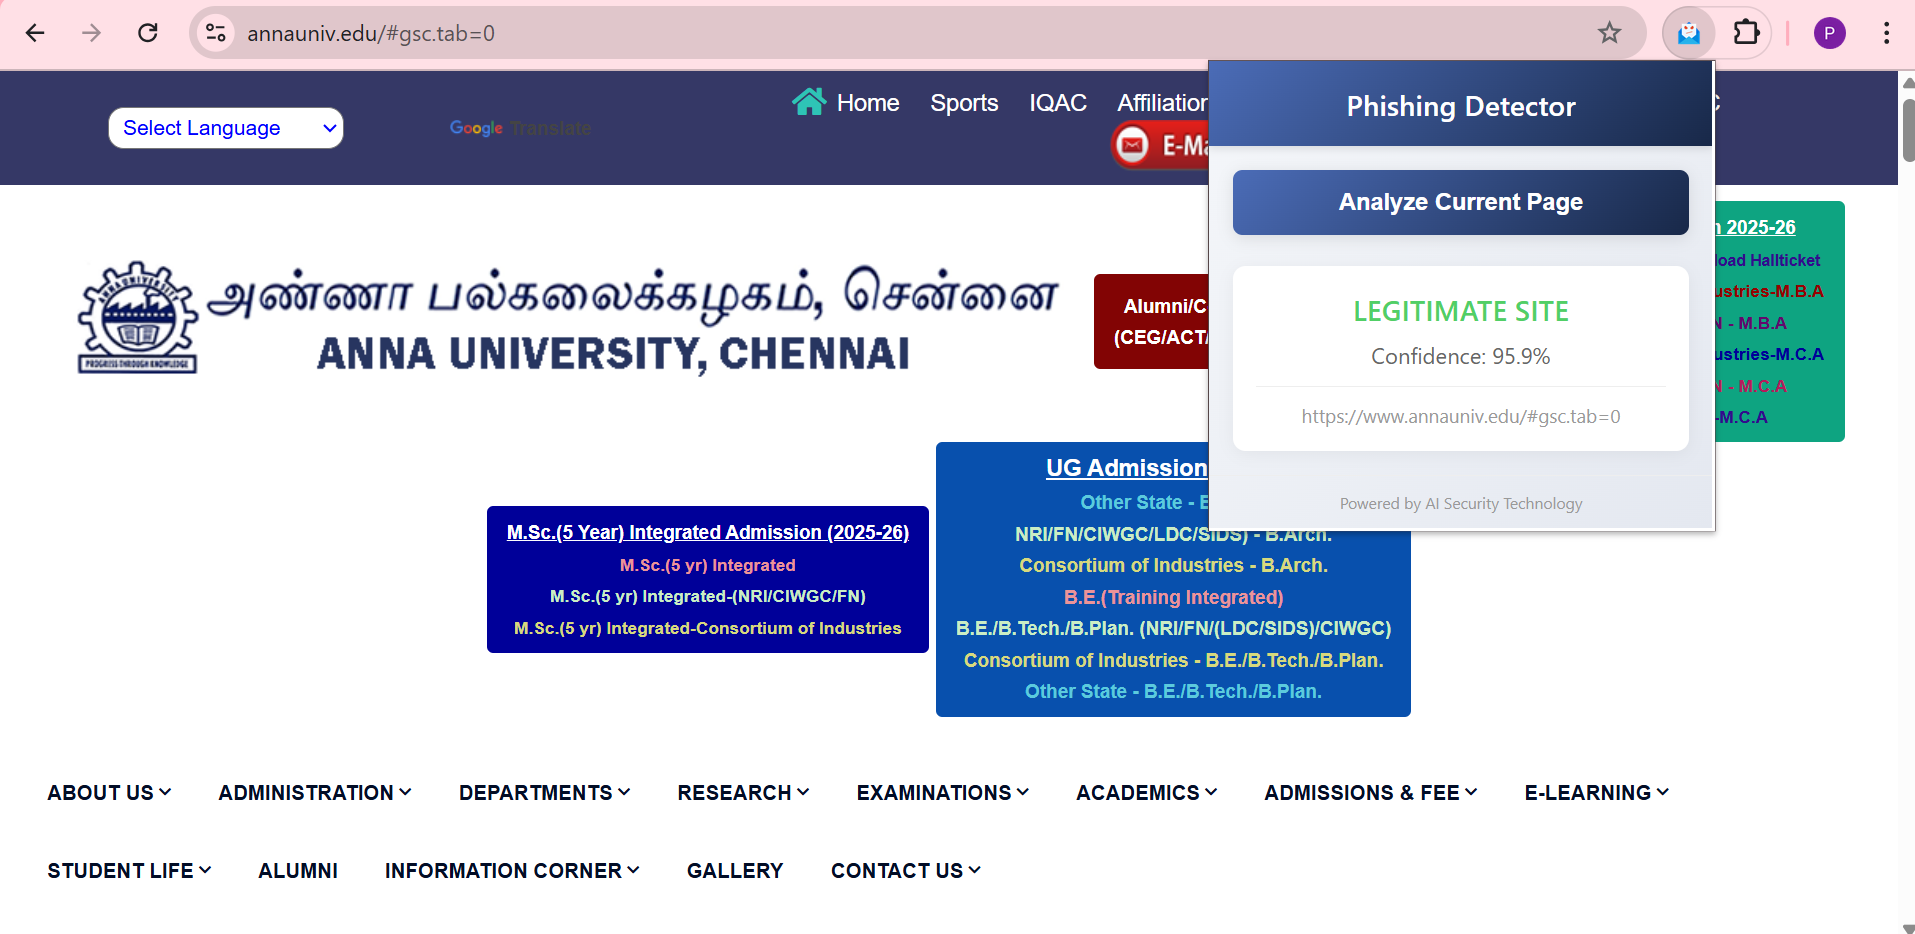 annauniv.edu/#gsc.tab=0
P
Select Language
Google Translate
Home Sports IQAC Affiliation
E-Ma
Phishing Detector
Analyze Current Page
LEGITIMATE SITE
Confidence: 95.9%
https://www.annauniv.edu/#gsc.tab=0
Powered by AI Security Technology
அண்ணா பல்கலைக்கழகம், சென்னை
ANNA UNIVERSITY, CHENNAI
PROGRESS THROUGH KNOWLEDGE
Alumni/C
(CEG/ACT/
2025-26
load Hallticket
ustries-M.B.A
N - M.B.A
ustries-M.C.A
N - M.C.A
-M.C.A
M.Sc.(5 Year) Integrated Admission (2025-26)
M.Sc.(5 yr) Integrated
M.Sc.(5 yr) Integrated-(NRI/CIWGC/FN)
M.Sc.(5 yr) Integrated-Consortium of Industries
UG Admission
Other State - B
NRI/FN/CIWGC/LDC/SIDS) - B.Arch.
Consortium of Industries - B.Arch.
B.E.(Training Integrated)
B.E./B.Tech./B.Plan. (NRI/FN/(LDC/SIDS)/CIWGC)
Consortium of Industries - B.E./B.Tech./B.Plan.
Other State - B.E./B.Tech./B.Plan.
ABOUT US ADMINISTRATION DEPARTMENTS RESEARCH EXAMINATIONS ACADEMICS ADMISSIONS & FEE E-LEARNING
STUDENT LIFE ALUMNI INFORMATION CORNER GALLERY CONTACT US